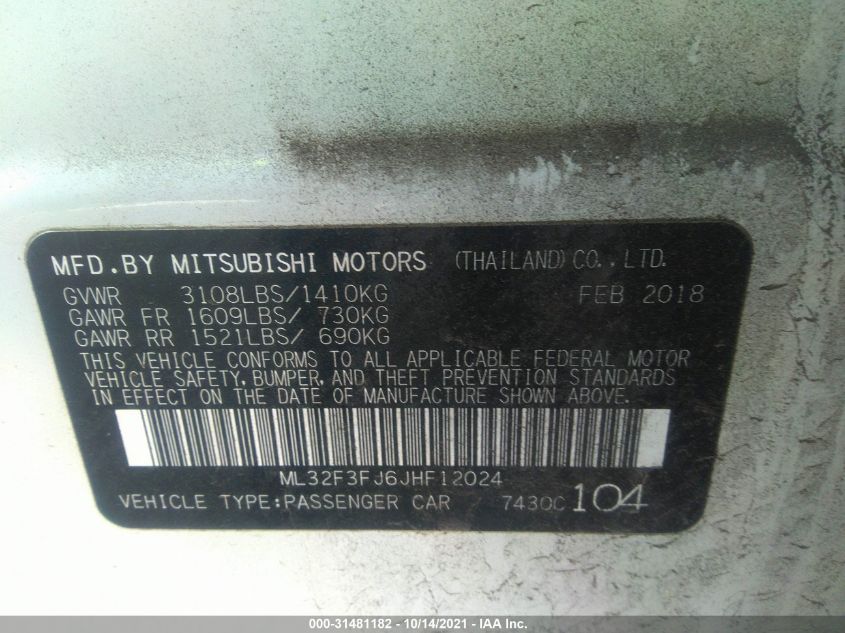 MFD.BY MITSUBISHI MOTORS (THAILAND) CO., LTD.
GVWR 3108LBS/1410KG FEB 2018
GAWR FR 1609LBS/ 730KG
GAWR RR 1521LBS/ 690KG
THIS VEHICLE CONFORMS TO ALL APPLICABLE FEDERAL MOTOR
VEHICLE SAFETY, BUMPER, AND THEFT PREVENTION STANDARDS
IN EFFECT ON THE DATE OF MANUFACTURE SHOWN ABOVE.
ML32F3FJ6JHF12024
VEHICLE TYPE:PASSENGER CAR 7430C 104
000-31481182 - 10/14/2021 - IAA Inc.